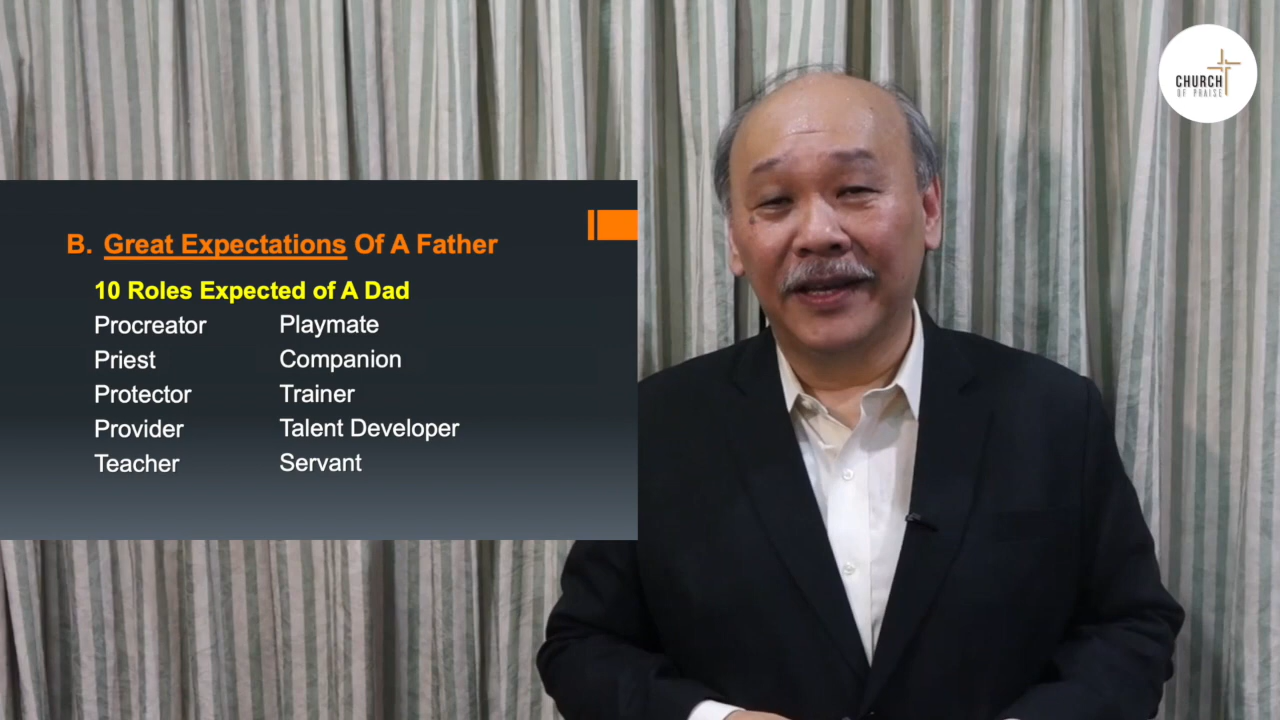 B. Great Expectations Of A Father
10 Roles Expected of A Dad
Procreator Playmate
Priest Companion
Protector Trainer
Provider Talent Developer
Teacher Servant
CHURCH
OF PRAISE